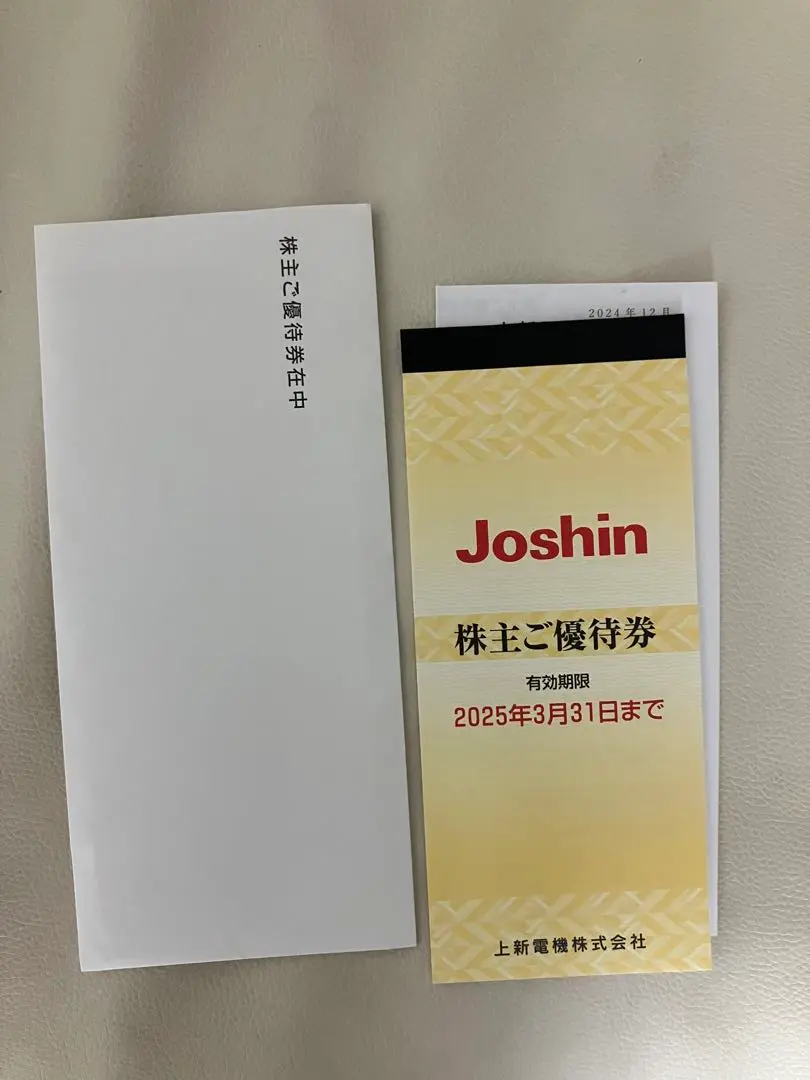 株主ご優待券在中
2024年12月
Joshin
株主ご優待券
有効期限
2025年3月31日まで
上新電機株式会社